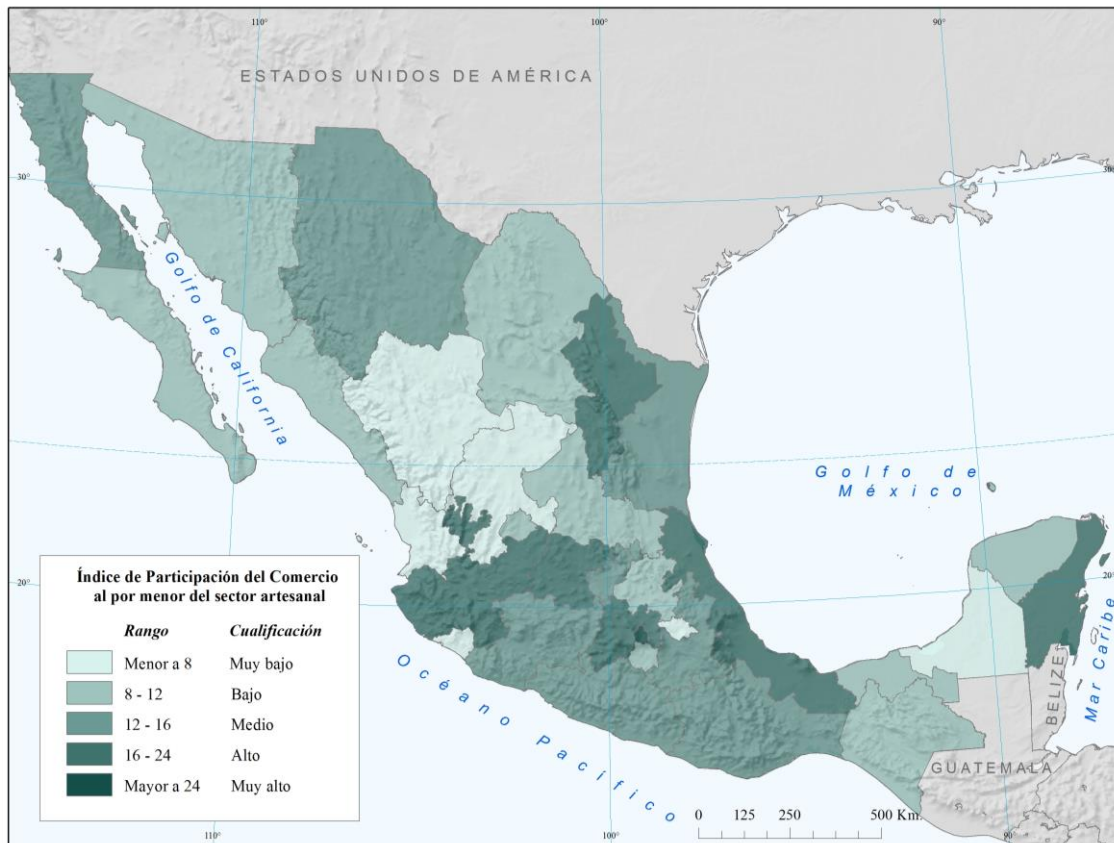 110°
100°
90°
ESTADOS UNIDOS DE AMÉRICA
30°
300
Golfo de California
Golfo de
México
20°
20°
Mar Caribe
BELIZE
GUATEMALA
Océano Pacífico
Índice de Participación del Comercio
al por menor del sector artesanal
Rango Cualificación
Menor a 8 Muy bajo
8 - 12 Bajo
12 - 16 Medio
16 - 24 Alto
Mayor a 24 Muy alto
0 125 250 500 Km.
110°
100°
90°